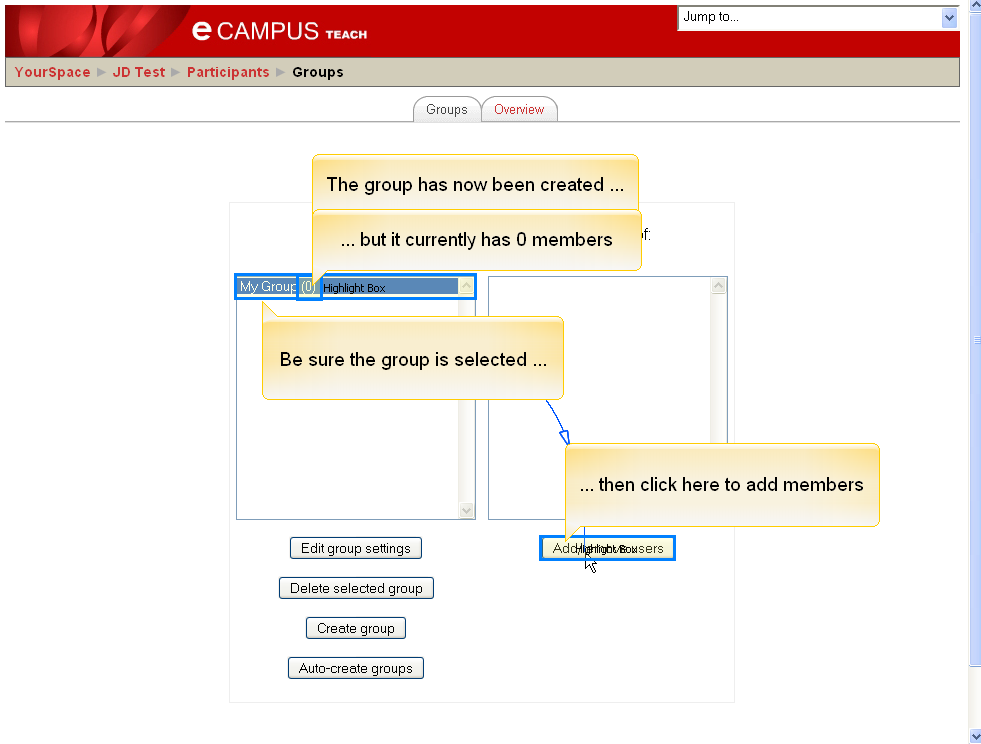 e CAMPUS TEACH
Jump to...
YourSpace ► JD Test ► Participants ► Groups
Groups
Overview
The group has now been created ...
... but it currently has 0 members
of:
My Group (0) Highlight Box
Be sure the group is selected ...
... then click here to add members
Edit group settings
Add users
Highlight Box
Delete selected group
Create group
Auto-create groups